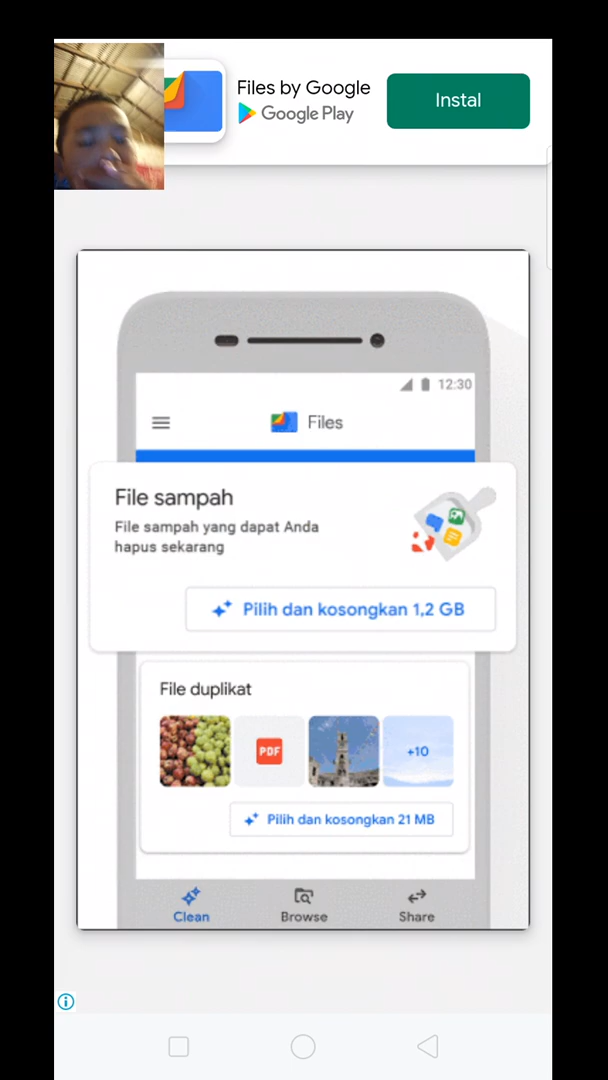 Files by Google
Google Play
Instal
12:30
Files
File sampah
File sampah yang dapat Anda
hapus sekarang
Pilih dan kosongkan 1,2 GB
File duplikat
PDF
+10
Pilih dan kosongkan 21 MB
Clean
Browse
Share